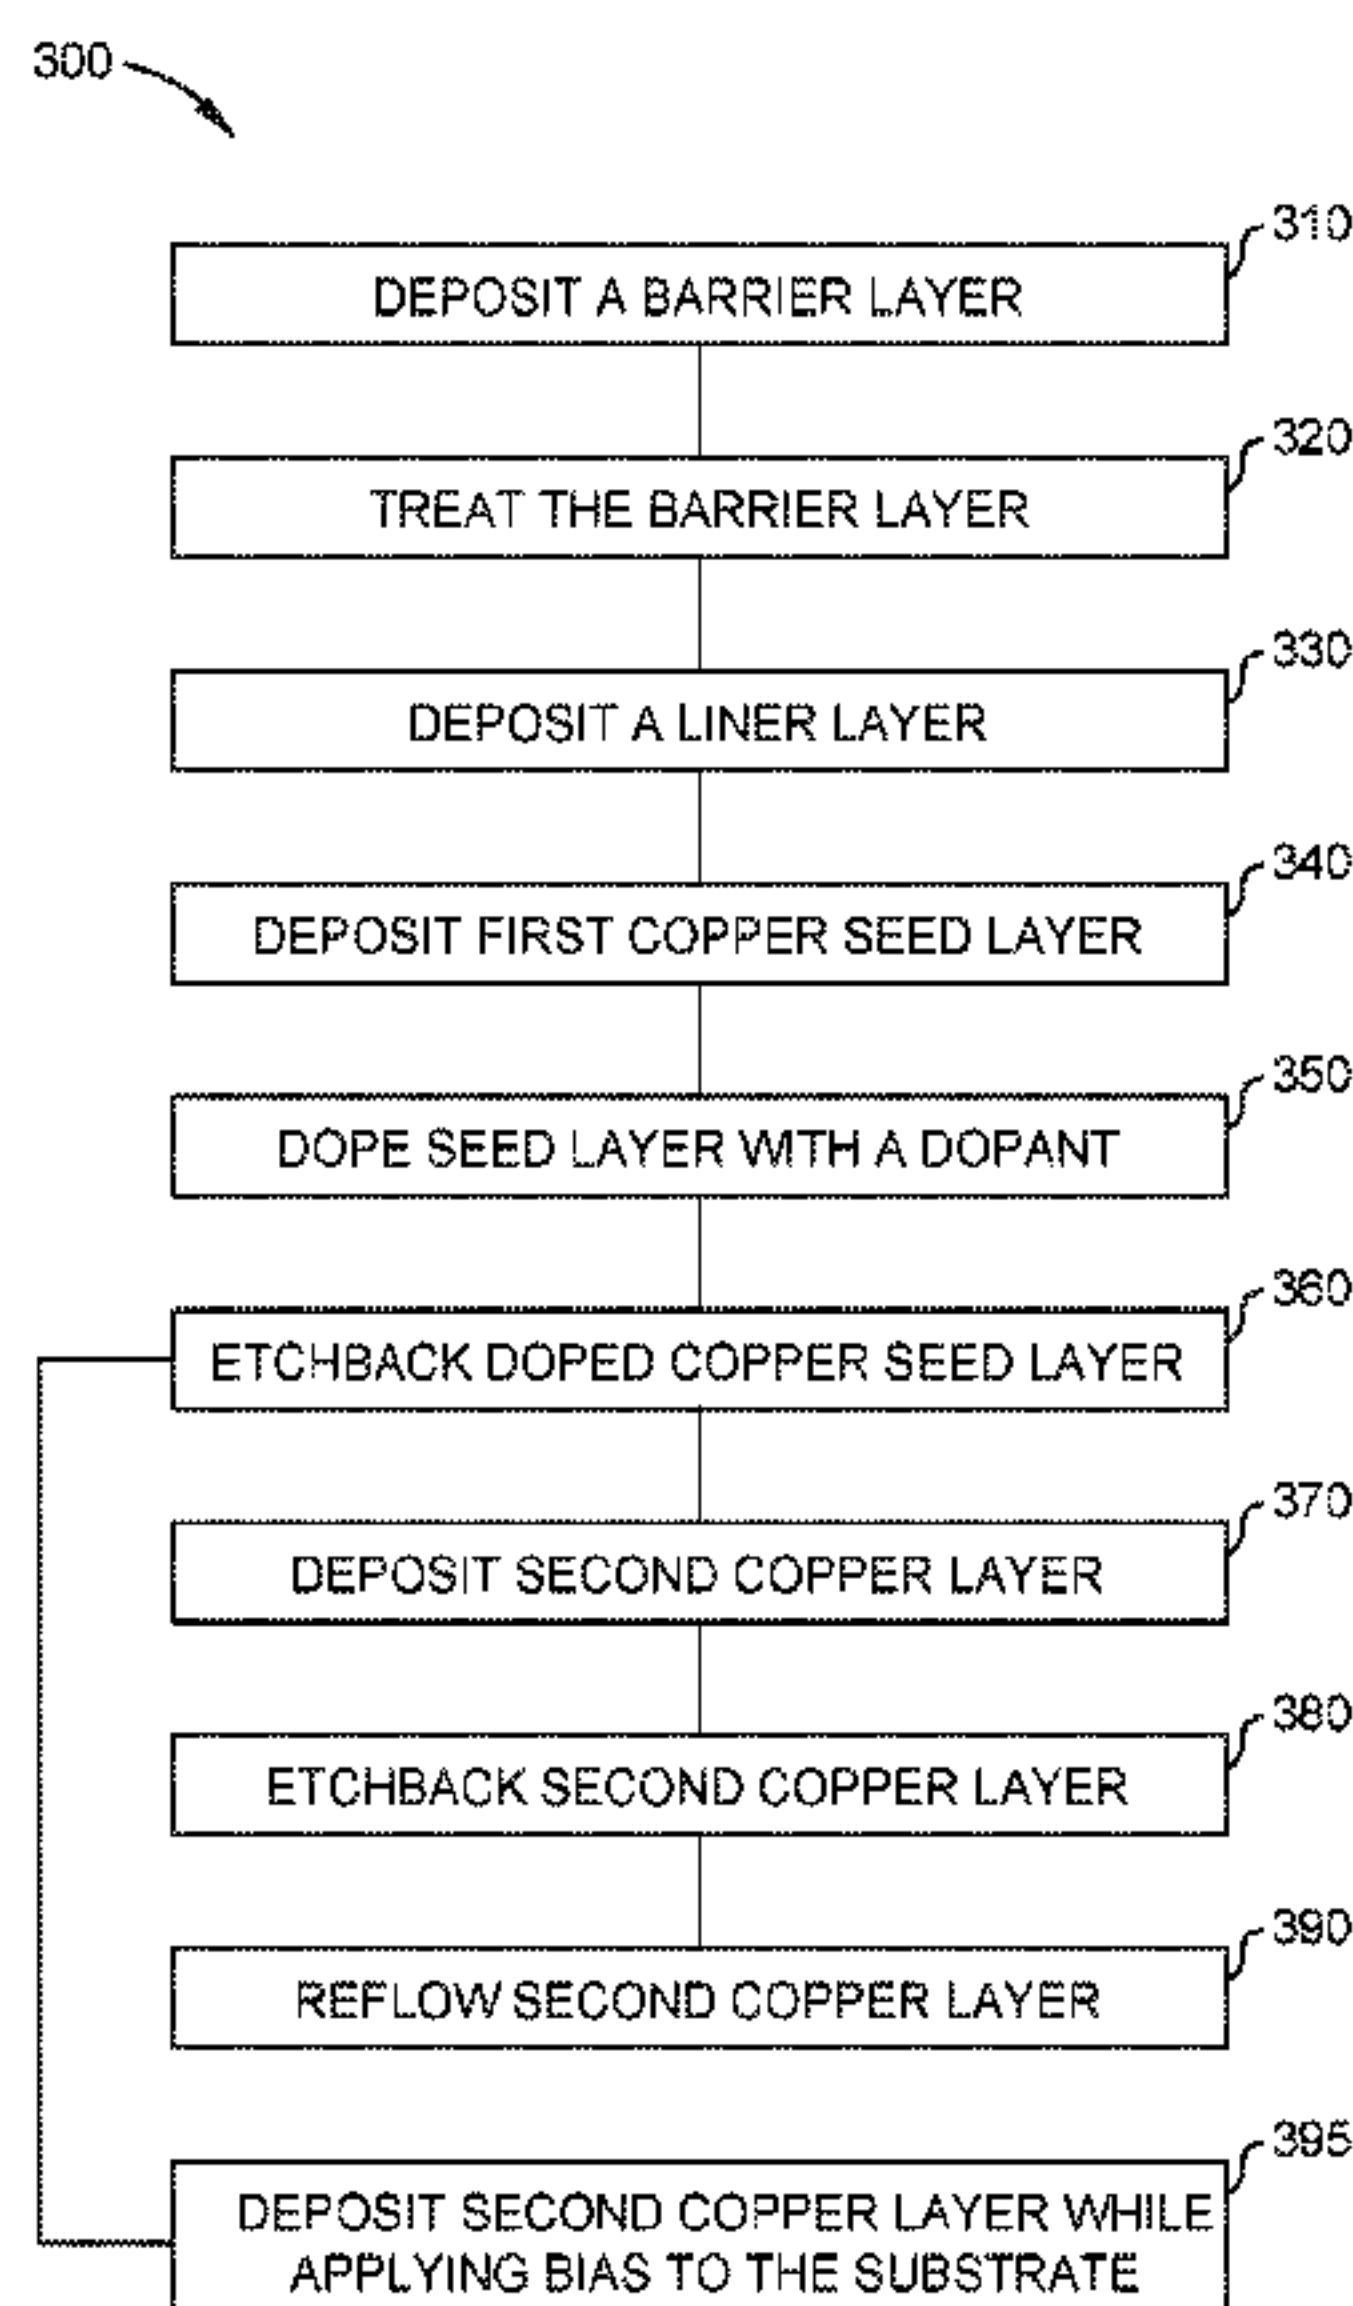 300
310
DEPOSIT A BARRIER LAYER
320
TREAT THE BARRIER LAYER
330
DEPOSIT A LINER LAYER
340
DEPOSIT FIRST COPPER SEED LAYER
350
DOPE SEED LAYER WITH A DOPANT
360
ETCHBACK DOPED COPPER SEED LAYER
370
DEPOSIT SECOND COPPER LAYER
380
ETCHBACK SECOND COPPER LAYER
390
REFLOW SECOND COPPER LAYER
395
DEPOSIT SECOND COPPER LAYER WHILE
APPLYING BIAS TO THE SUBSTRATE